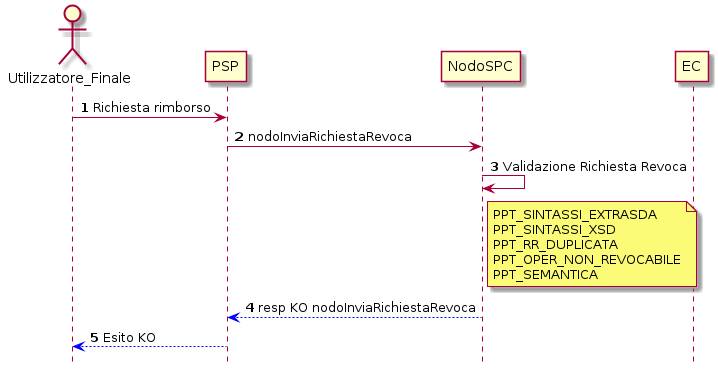 Utilizzatore_Finale
PSP
NodoSPC
EC
1 Richiesta rimborso
2 nodoInviaRichiestaRevoca
3 Validazione Richiesta Revoca
PPT_SINTASSI_EXTRASDA
PPT_SINTASSI_XSD
PPT_RR_DUPLICATA
PPT_OPER_NON_REVOCABILE
PPT_SEMANTICA
4 resp KO nodoInviaRichiestaRevoca
5 Esito KO